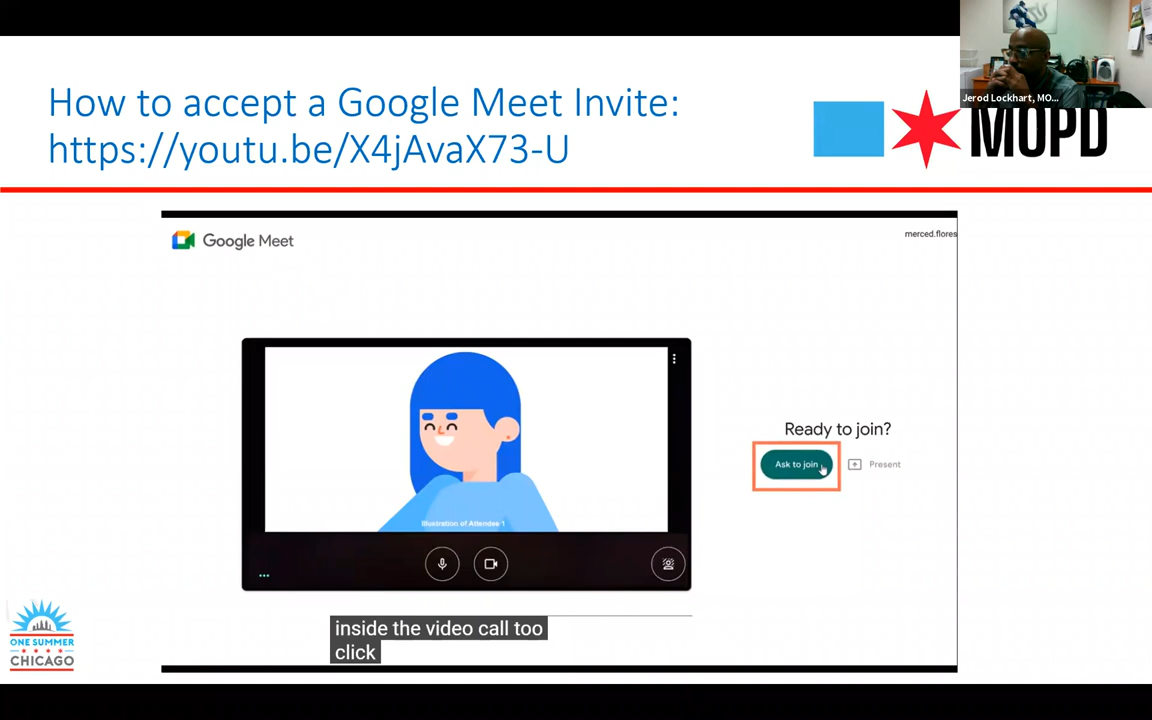 How to accept a Google Meet Invite:
https://youtu.be/X4jAvaX73-U
Jerod Lockhart, MO...
MOPD
Google Meet
merced.flores
Ready to join?
Ask to join
Present
Illustration of Attendee 1
inside the video call too
click
ONE SUMMER
CHICAGO